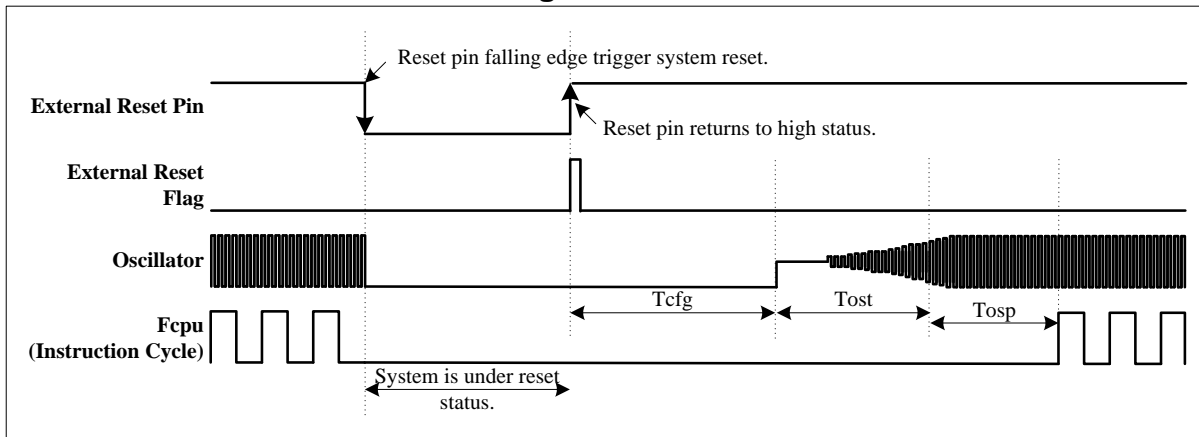 Reset pin falling edge trigger system reset.
External Reset Pin
Reset pin returns to high status.
External Reset
Flag
Oscillator
Tcfg
Tost
Tosp
Fcpu
(Instruction Cycle)
System is under reset
status.